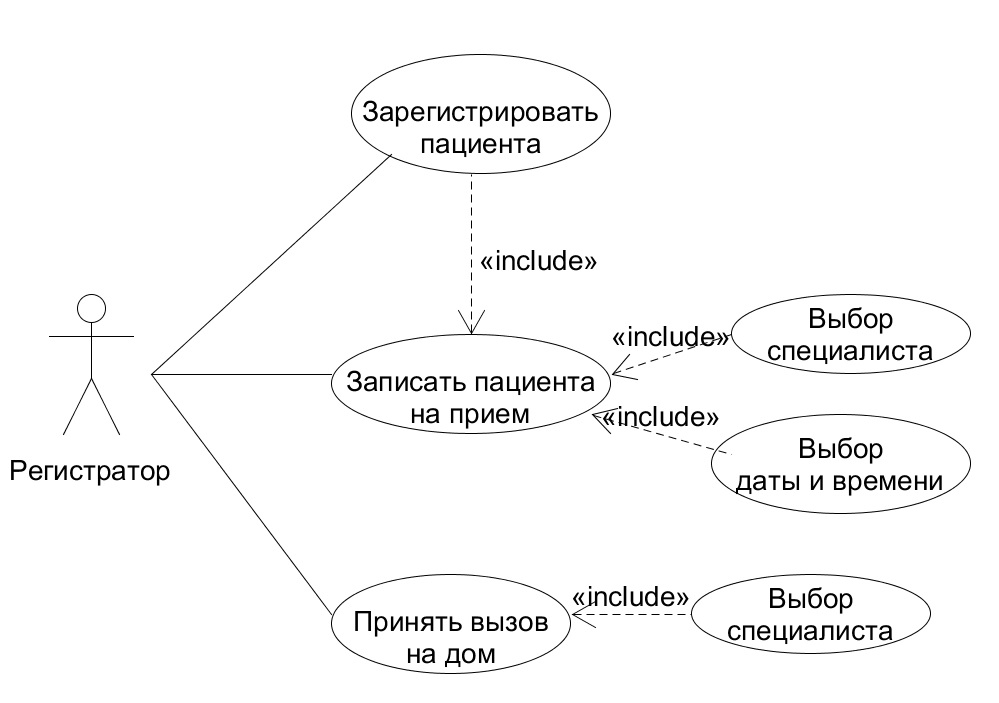 Зарегистрировать
пациента
«include»
Регистратор
Записать пациента
на прием
«include»
Выбор
специалиста
«include»
Выбор
даты и времени
Принять вызов
на дом
«include»
Выбор
специалиста